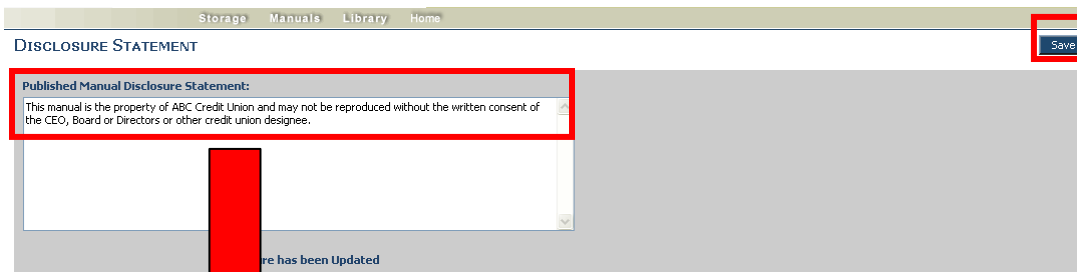 Storage Manuals Library Home
DISCLOSURE STATEMENT
Save
Published Manual Disclosure Statement:
This manual is the property of ABC Credit Union and may not be reproduced without the written consent of
the CEO, Board or Directors or other credit union designee.
re has been Updated